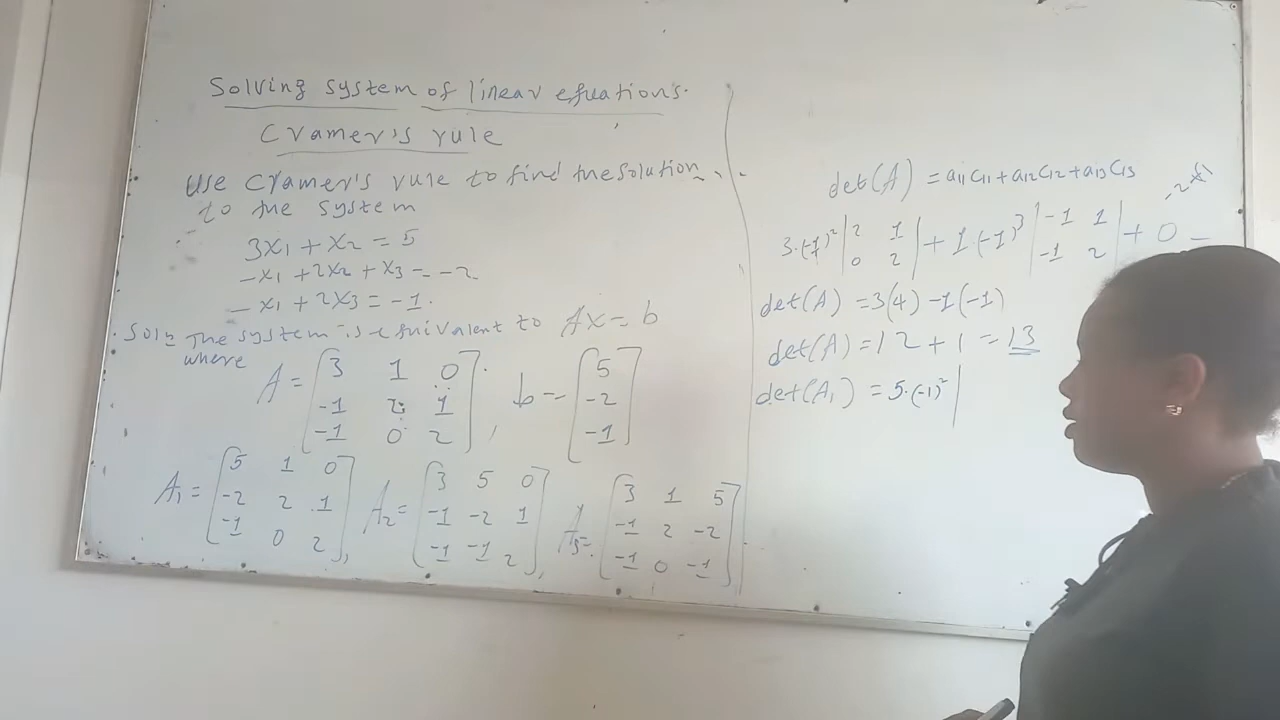 Solving system of linear equations.
Cramer's rule
Use Cramer's rule to find the solution
to the system
3x₁ + x₂ = 5
-x₁ + 2x₂ + x₃ = -2
-x₁ + 2x₃ = -1.
Solⁿ The system is equivalent to Ax = b
where
A = [3 1 0; -1 2 1; -1 0 2], b = [5; -2; -1]
A₁ = [5 1 0; -2 2 1; -1 0 2], A₂ = [3 5 0; -1 -2 1; -1 -1 2], A₃ = [3 1 5; -1 2 -2; -1 0 -1]
det(A) = a₁₁c₁₁ + a₁₂c₁₂ + a₁₃c₁₃
3·(-1)² |2 1; 0 2| + 1·(-1)³ |-1 1; -1 2| + 0
det(A) = 3(4) - 1(-1)
det(A) = 12 + 1 = 13
det(A₁) = 5·(-1)² |